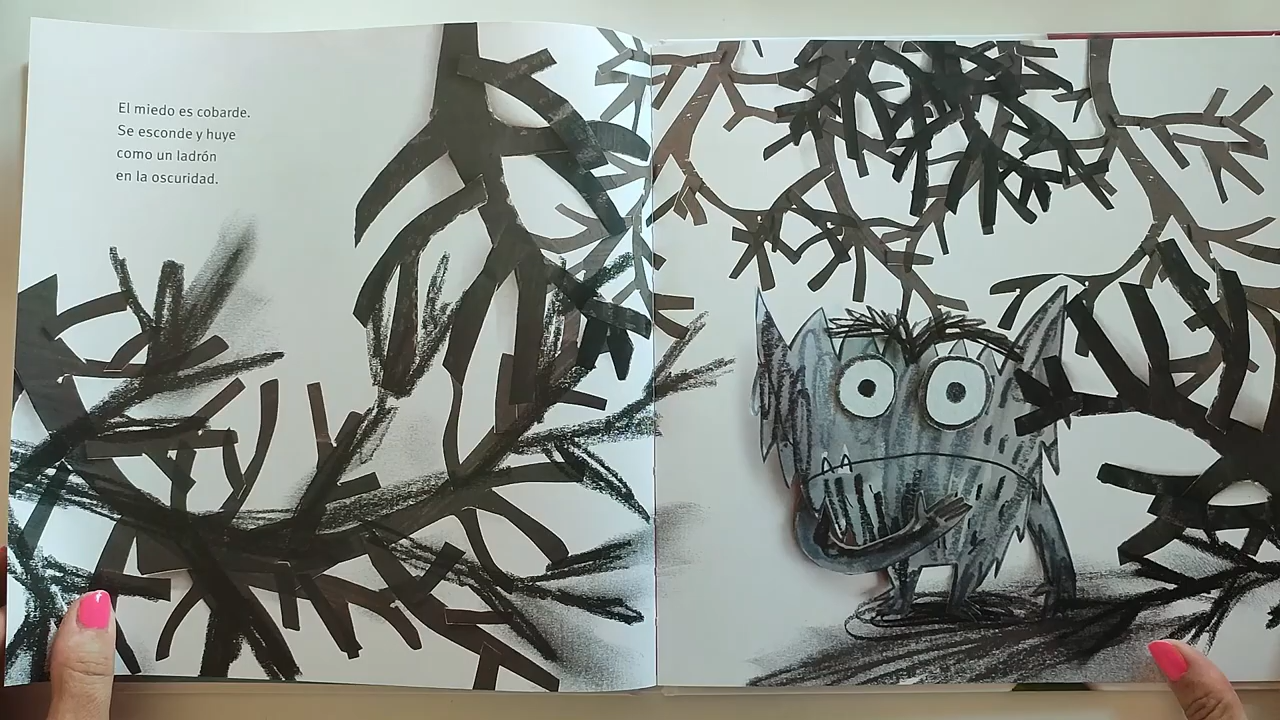 El miedo es cobarde.
Se esconde y huye
como un ladrón
en la oscuridad.